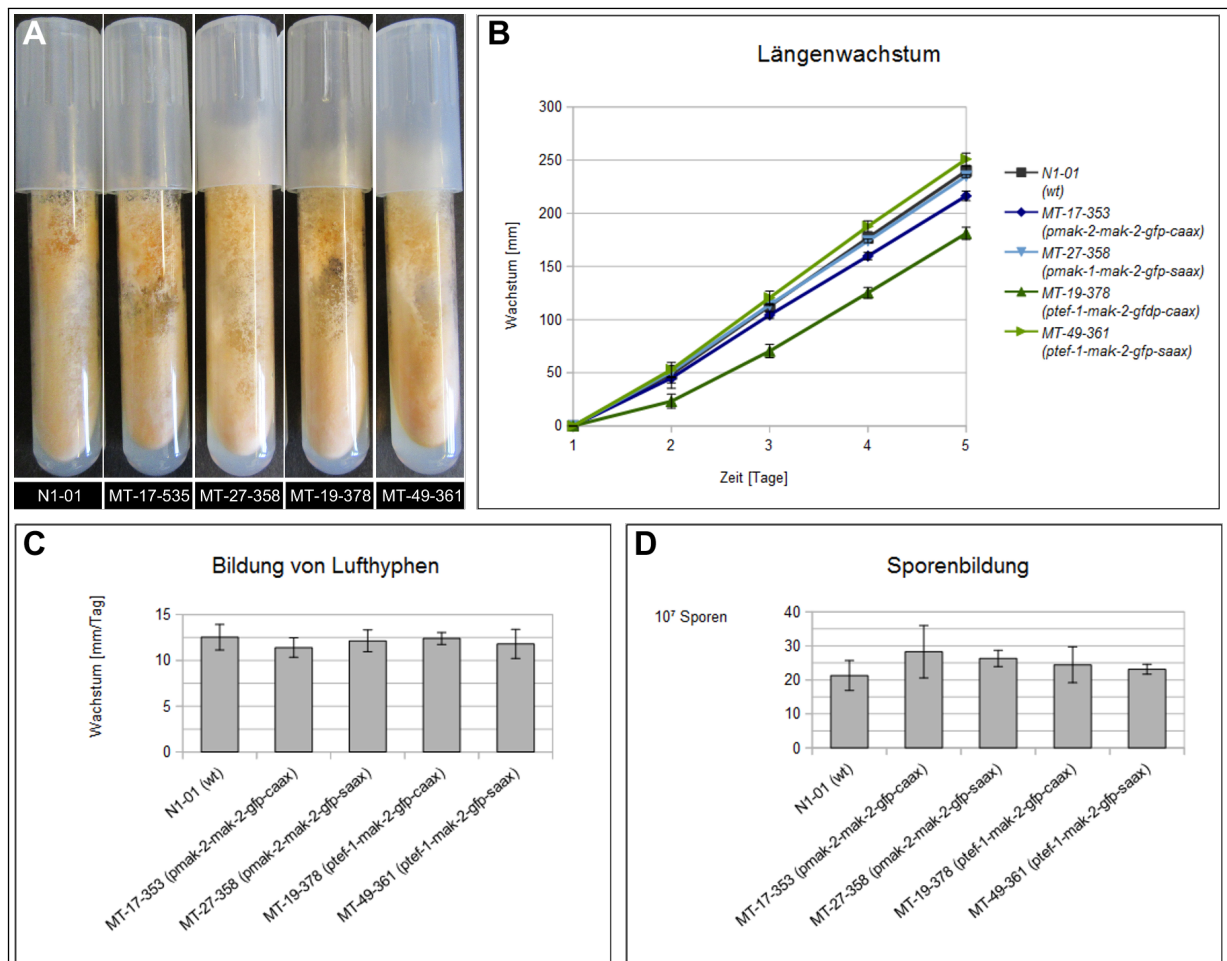 A
N1-01
MT-17-535
MT-27-358
MT-19-378
MT-49-361
B
Längenwachstum
Wachstum [mm]
300
250
200
150
100
50
0
1
2
3
4
5
Zeit [Tage]
N1-01
(wt)
MT-17-353
(pmak-2-mak-2-gfp-caax)
MT-27-358
(pmak-1-mak-2-gfp-saax)
MT-19-378
(ptef-1-mak-2-gfdp-caax)
MT-49-361
(ptef-1-mak-2-gfp-saax)
C
Bildung von Lufthyphen
Wachstum [mm/Tag]
15
12
10
7
5
2
0
N1-01 (wt)
MT-17-353 (pmak-2-mak-2-gfp-caax)
MT-27-358 (pmak-2-mak-2-gfp-saax)
MT-19-378 (ptef-1-mak-2-gfp-caax)
MT-49-361 (ptef-1-mak-2-gfp-saax)
D
Sporenbildung
10⁷ Sporen
40
30
20
10
0
N1-01 (wt)
MT-17-353 (pmak-2-mak-2-gfp-caax)
MT-27-358 (pmak-2-mak-2-gfp-saax)
MT-19-378 (ptef-1-mak-2-gfp-caax)
MT-49-361 (ptef-1-mak-2-gfp-saax)